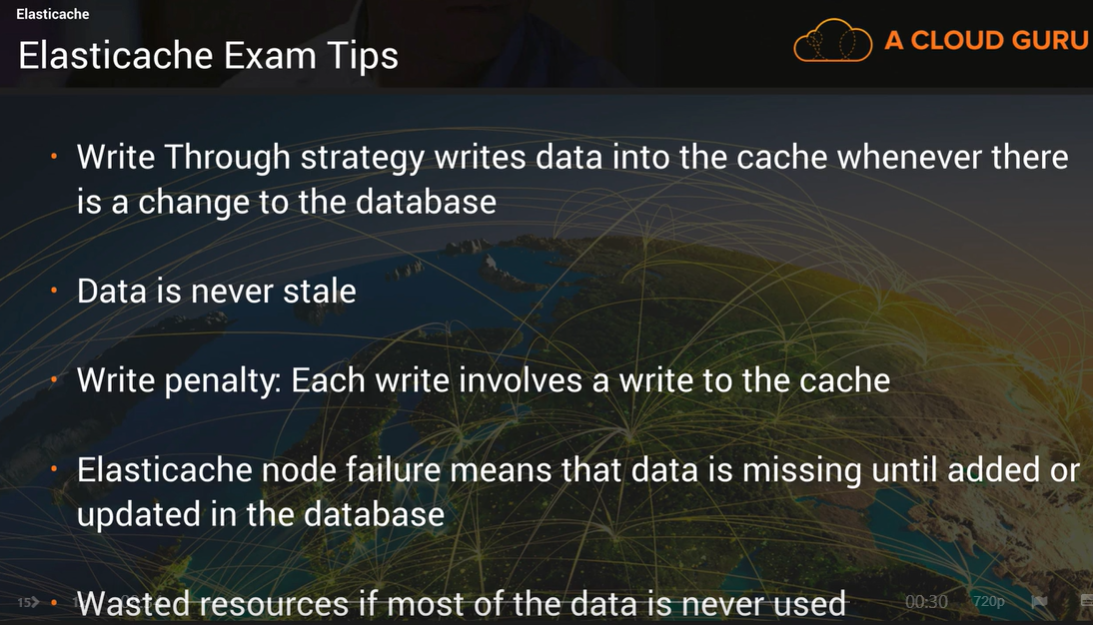 Elasticache
Elasticache Exam Tips
A CLOUD GURU
• Write Through strategy writes data into the cache whenever there
is a change to the database
• Data is never stale
• Write penalty: Each write involves a write to the cache
• Elasticache node failure means that data is missing until added or
updated in the database
• Wasted resources if most of the data is never used
15
00:30
720p